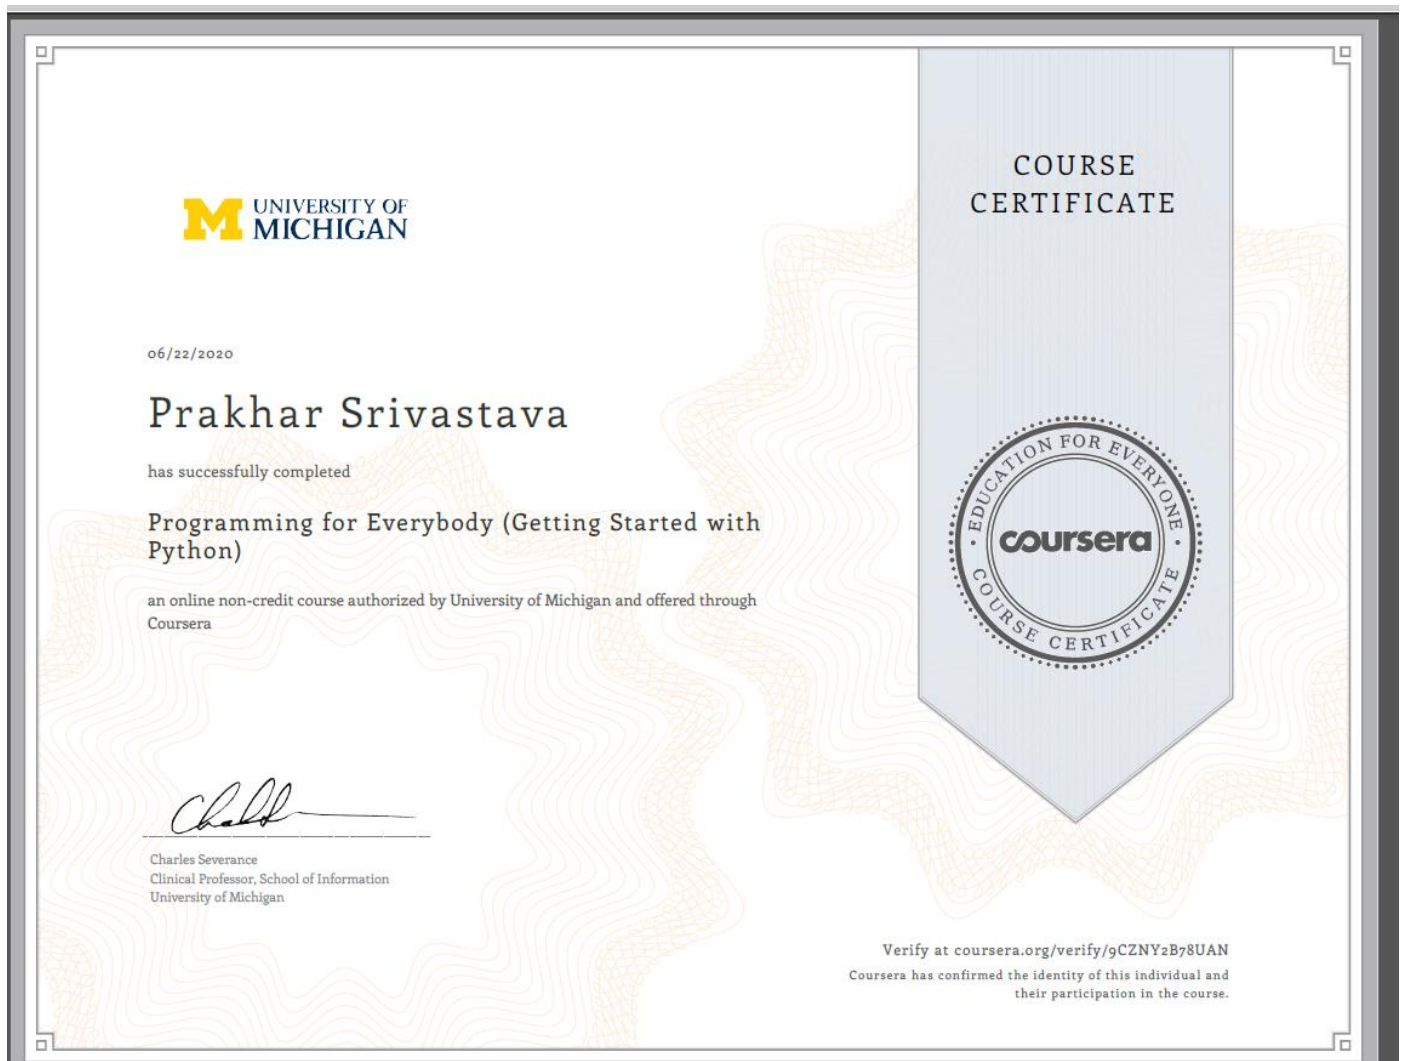 UNIVERSITY OF
MICHIGAN
COURSE
CERTIFICATE
06/22/2020
Prakhar Srivastava
has successfully completed
Programming for Everybody (Getting Started with
Python)
an online non-credit course authorized by University of Michigan and offered through
Coursera
EDUCATION FOR EVERYONE
coursera
COURSE CERTIFICATE
Charles Severance
Clinical Professor, School of Information
University of Michigan
Verify at coursera.org/verify/9CZNY2B78UAN
Coursera has confirmed the identity of this individual and
their participation in the course.